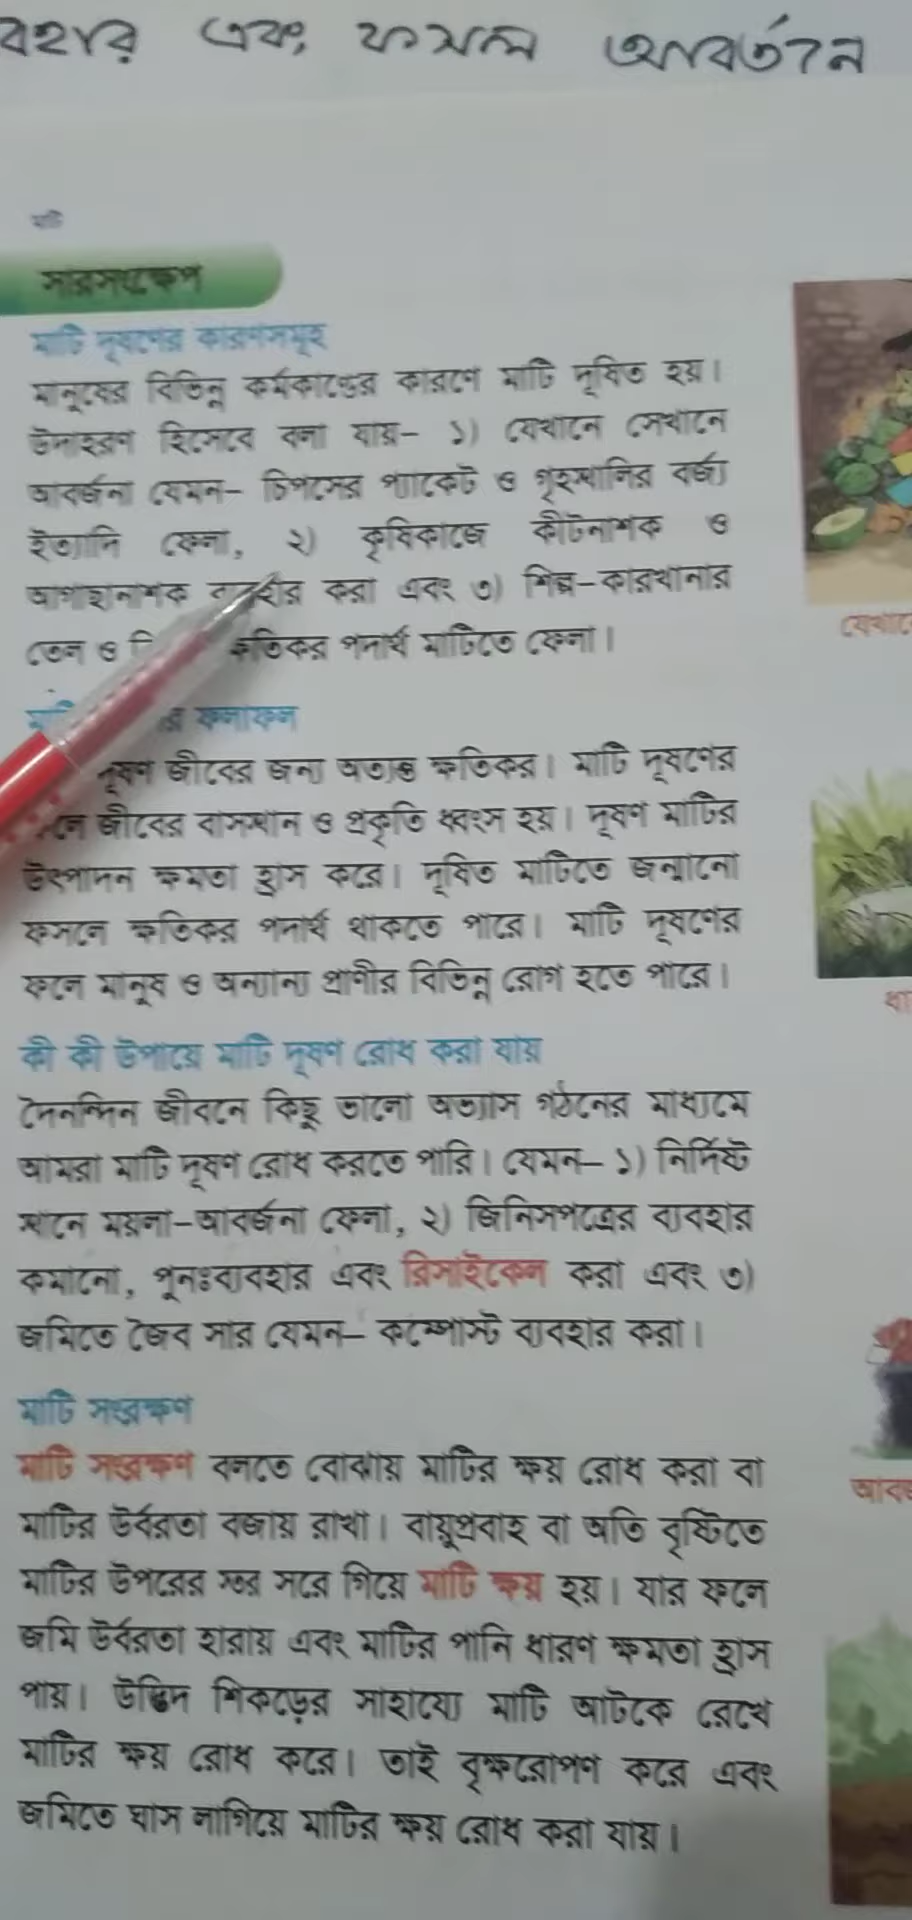 বহার এবং ফসল আবর্তন
মাটি
সারসংক্ষেপ
মাটি দূষণের কারণসমূহ
মানুষের বিভিন্ন কর্মকাণ্ডের কারণে মাটি দূষিত হয়।
উদাহরণ হিসেবে বলা যায়– ১) যেখানে সেখানে
আবর্জনা যেমন– চিপসের প্যাকেট ও গৃহস্থালির বর্জ্য
ইত্যাদি ফেলা, ২) কৃষিকাজে কীটনাশক ও
আগাছানাশক ব্যবহার করা এবং ৩) শিল্প-কারখানার
তেল ও ক্ষতিকর পদার্থ মাটিতে ফেলা।
ফলাফল
দূষণ জীবের জন্য অত্যন্ত ক্ষতিকর। মাটি দূষণের
জীবের বাসস্থান ও প্রকৃতি ধ্বংস হয়। দূষণ মাটির
উৎপাদন ক্ষমতা হ্রাস করে। দূষিত মাটিতে জন্মানো
ফসলে ক্ষতিকর পদার্থ থাকতে পারে। মাটি দূষণের
ফলে মানুষ ও অন্যান্য প্রাণীর বিভিন্ন রোগ হতে পারে।
কী কী উপায়ে মাটি দূষণ রোধ করা যায়
দৈনন্দিন জীবনে কিছু ভালো অভ্যাস গঠনের মাধ্যমে
আমরা মাটি দূষণ রোধ করতে পারি। যেমন– ১) নির্দিষ্ট
স্থানে ময়লা-আবর্জনা ফেলা, ২) জিনিসপত্রের ব্যবহার
কমানো, পুনঃব্যবহার এবং রিসাইকেল করা এবং ৩)
জমিতে জৈব সার যেমন– কম্পোস্ট ব্যবহার করা।
মাটি সংরক্ষণ
মাটি সংরক্ষণ বলতে বোঝায় মাটির ক্ষয় রোধ করা বা
মাটির উর্বরতা বজায় রাখা। বায়ুপ্রবাহ বা অতি বৃষ্টিতে
মাটির উপরের স্তর সরে গিয়ে মাটি ক্ষয় হয়। যার ফলে
জমি উর্বরতা হারায় এবং মাটির পানি ধারণ ক্ষমতা হ্রাস
পায়। উদ্ভিদ শিকড়ের সাহায্যে মাটি আটকে রেখে
মাটির ক্ষয় রোধ করে। তাই বৃক্ষরোপণ করে এবং
জমিতে ঘাস লাগিয়ে মাটির ক্ষয় রোধ করা যায়।